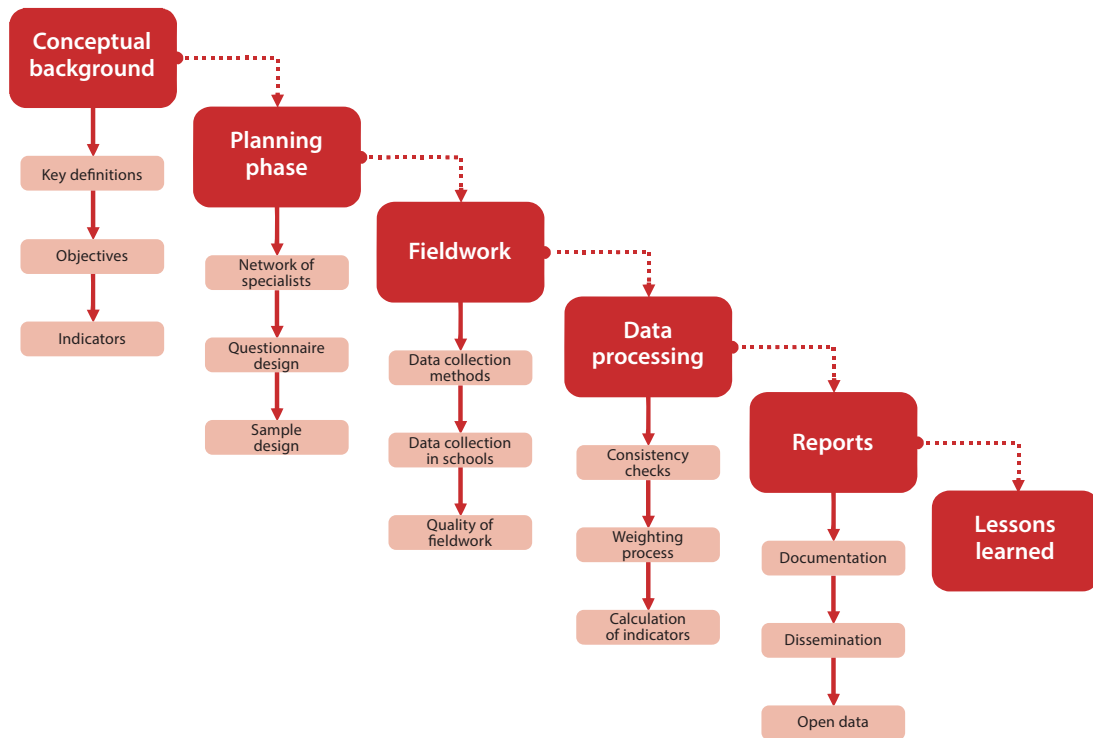 Conceptual
background
Key definitions
Objectives
Indicators
Planning
phase
Network of
specialists
Questionnaire
design
Sample
design
Fieldwork
Data collection
methods
Data collection
in schools
Quality of
fieldwork
Data
processing
Consistency
checks
Weighting
process
Calculation
of indicators
Reports
Documentation
Dissemination
Open data
Lessons
learned